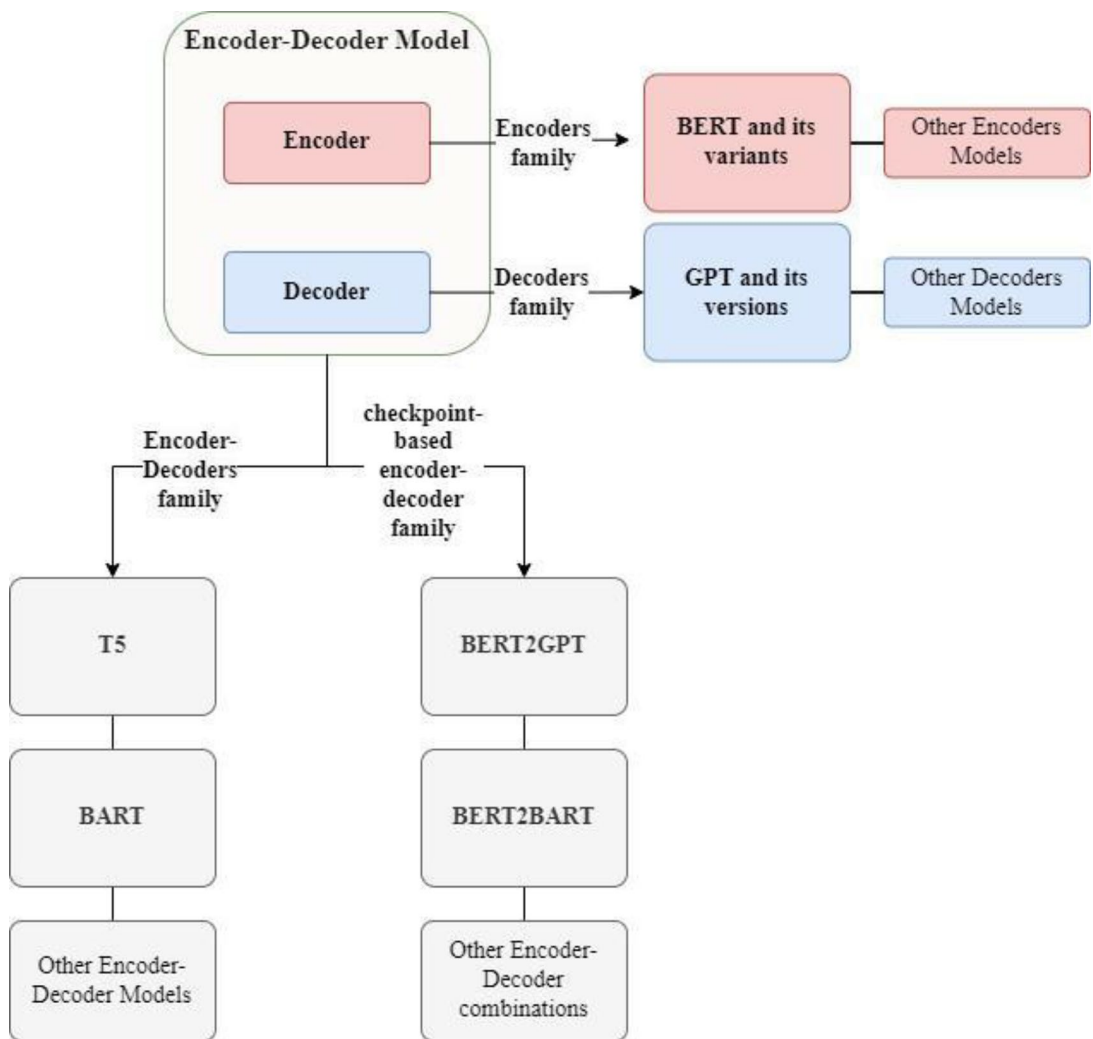 Encoder-Decoder Model
Encoder
Encoders
family
BERT and its
variants
Other Encoders
Models
Decoder
Decoders
family
GPT and its
versions
Other Decoders
Models
Encoder-
Decoders
family
checkpoint-
based
encoder-
decoder
family
T5
BERT2GPT
BART
BERT2BART
Other Encoder-
Decoder Models
Other Encoder-
Decoder
combinations